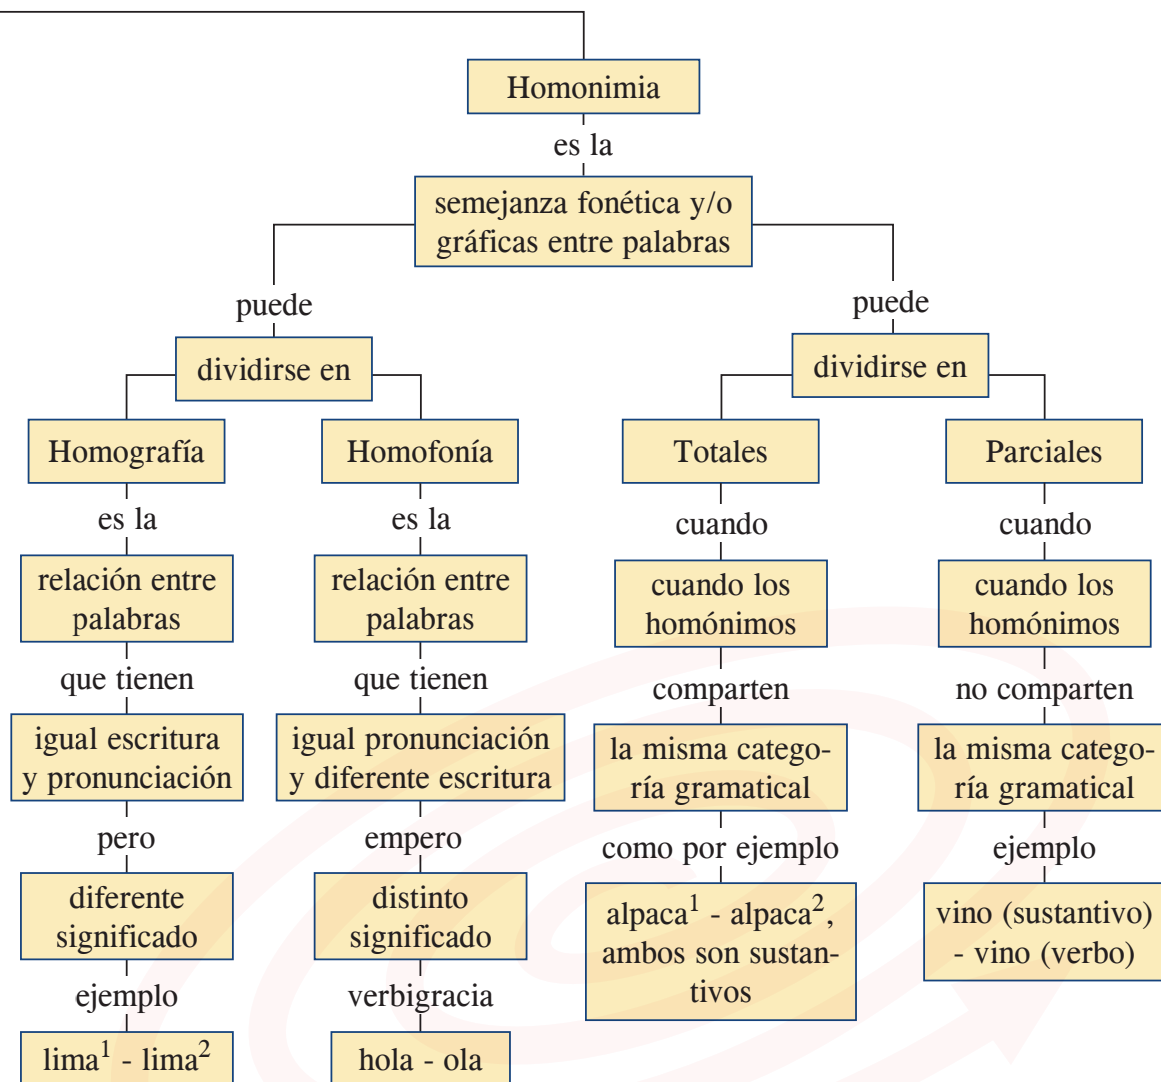 Homonimia
es la
semejanza fonética y/o
gráficas entre palabras
puede
dividirse en
Homografía
es la
relación entre
palabras
que tienen
igual escritura
y pronunciación
pero
diferente
significado
ejemplo
lima¹ - lima²
Homofonía
es la
relación entre
palabras
que tienen
igual pronunciación
y diferente escritura
empero
distinto
significado
verbigracia
hola - ola
puede
dividirse en
Totales
cuando
cuando los
homónimos
comparten
la misma catego-
ría gramatical
como por ejemplo
alpaca¹ - alpaca²,
ambos son sustan-
tivos
Parciales
cuando
cuando los
homónimos
no comparten
la misma catego-
ría gramatical
ejemplo
vino (sustantivo)
- vino (verbo)